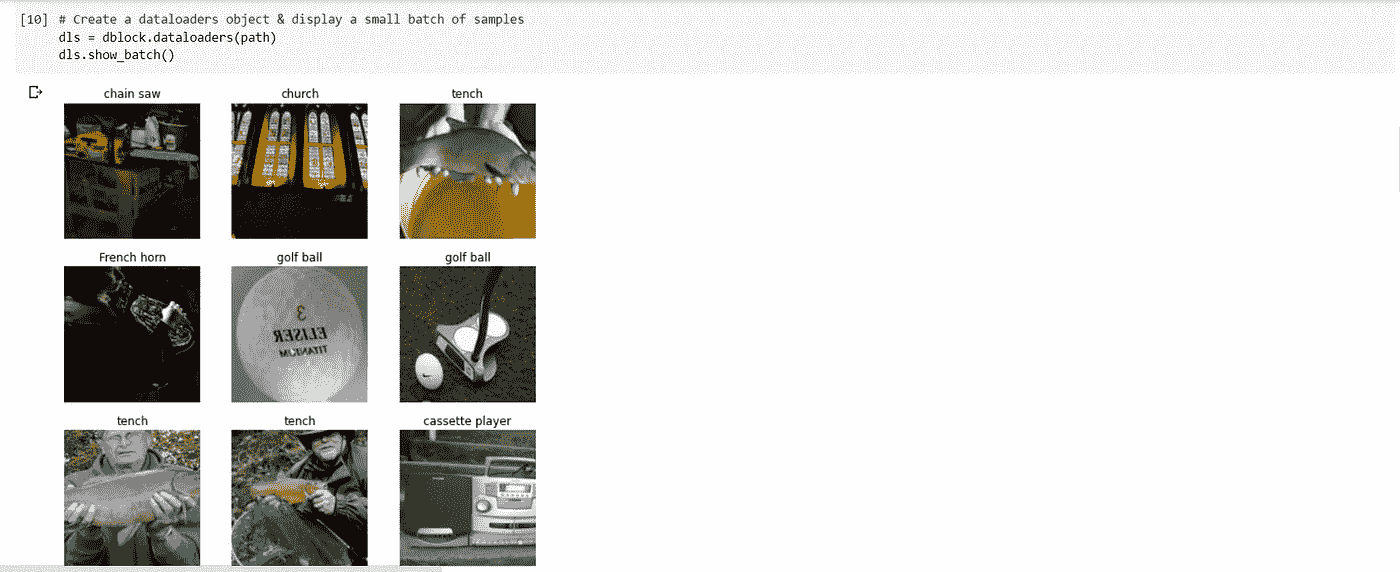 [10] # Create a dataloaders object & display a small batch of samples
dls = dblock.dataloaders(path)
dls.show_batch()
chain saw church tench
French horn golf ball golf ball
3
ELISER
TITANIUM
tench tench cassette player